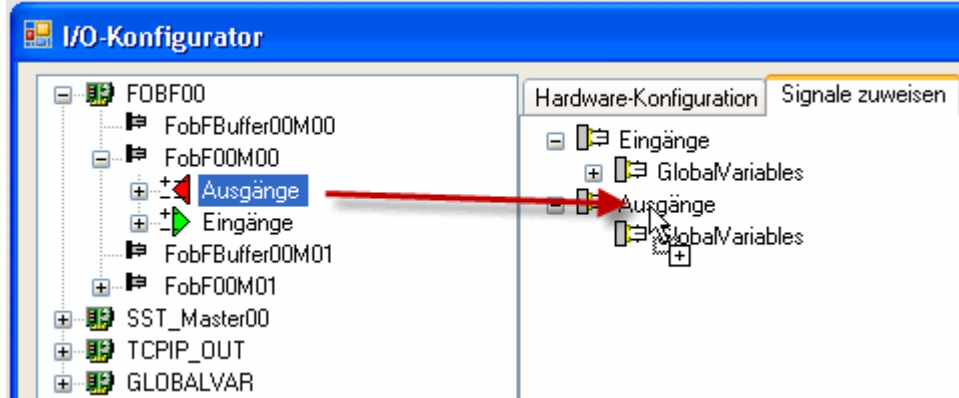 I/O-Konfigurator
FOBF00
FobFBuffer00M00
FobF00M00
Ausgänge
Eingänge
FobFBuffer00M01
FobF00M01
SST_Master00
TCPIP_OUT
GLOBALVAR
Hardware-Konfiguration Signale zuweisen
Eingänge
GlobalVariables
Ausgänge
GlobalVariables